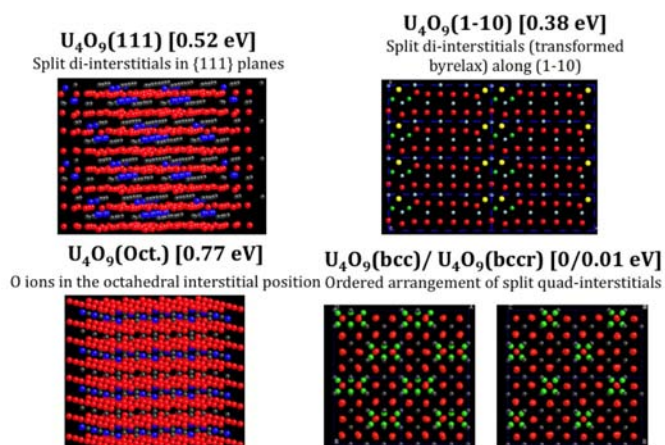 U₄O₉(111) [0.52 eV]
Split di-interstitials in {111} planes
U₄O₉(1-10) [0.38 eV]
Split di-interstitials (transformed
byrelax) along (1-10)
U₄O₉(Oct.) [0.77 eV]
O ions in the octahedral interstitial position
U₄O₉(bcc)/ U₄O₉(bccr) [0/0.01 eV]
Ordered arrangement of split quad-interstitials